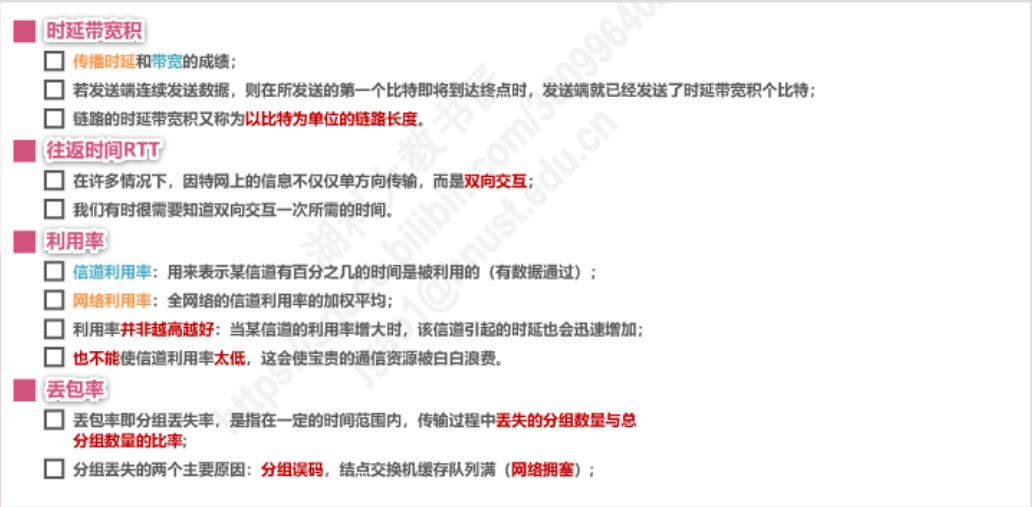 时延带宽积
传播时延和带宽的成绩；
若发送端连续发送数据，则在所发送的第一个比特即将到达终点时，发送端就已经发送了时延带宽积个比特；
链路的时延带宽积又称为以比特为单位的链路长度。
往返时间RTT
在许多情况下，因特网上的信息不仅仅单方向传输，而是双向交互；
我们有时很需要知道双向交互一次所需的时间。
利用率
信道利用率：用来表示某信道有百分之几的时间是被利用的（有数据通过）；
网络利用率：全网络的信道利用率的加权平均；
利用率并非越高越好：当某信道的利用率增大时，该信道引起的时延也会迅速增加；
也不能使信道利用率太低，这会使宝贵的通信资源被白白浪费。
丢包率
丢包率即分组丢失率，是指在一定的时间范围内，传输过程中丢失的分组数量与总
分组数量的比率；
分组丢失的两个主要原因：分组误码，结点交换机缓存队列满（网络拥塞）；